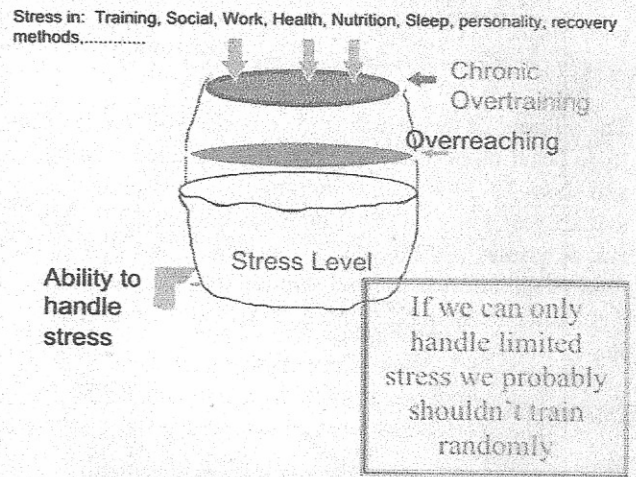 Stress in:  Training, Social, Work, Health, Nutrition, Sleep, personality, recovery
methods,.............
Chronic
Overtraining
Overreaching
Stress Level
Ability to
handle
stress
If we can only
handle limited
stress we probably
shouldn`t train
randomly